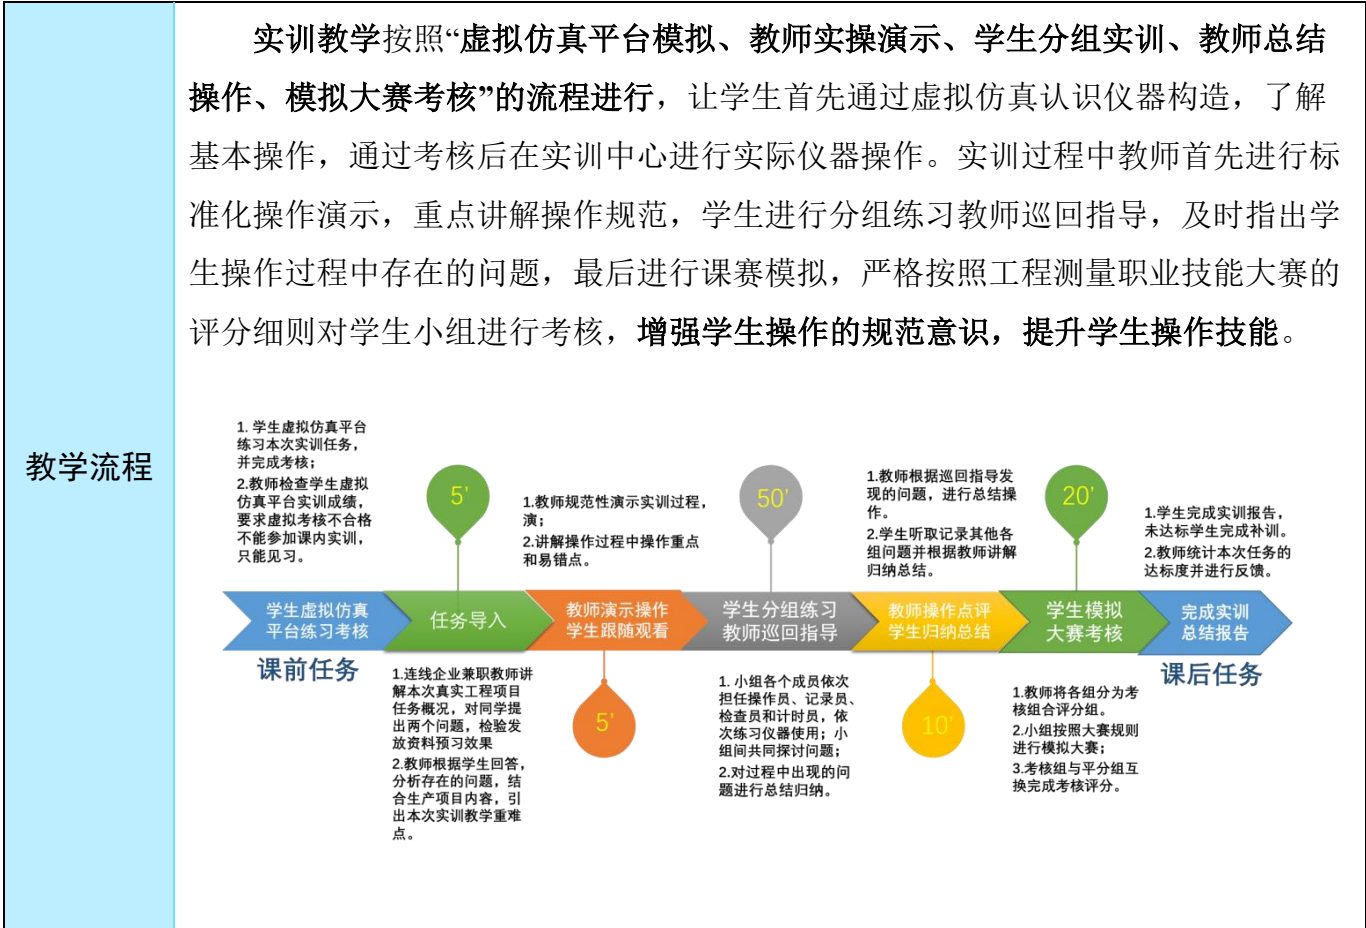 教学流程
实训教学按照“虚拟仿真平台模拟、教师实操演示、学生分组实训、教师总结
操作、模拟大赛考核”的流程进行，让学生首先通过虚拟仿真认识仪器构造，了解
基本操作，通过考核后在实训中心进行实际仪器操作。实训过程中教师首先进行标
准化操作演示，重点讲解操作规范，学生进行分组练习教师巡回指导，及时指出学
生操作过程中存在的问题，最后进行课赛模拟，严格按照工程测量职业技能大赛的
评分细则对学生小组进行考核，增强学生操作的规范意识，提升学生操作技能。
1. 学生虚拟仿真平台
练习本次实训任务，
并完成考核；
2.教师检查学生虚拟
仿真平台实训成绩，
要求虚拟考核不合格
不能参加课内实训，
只能见习。
5’
1.教师规范性演示实训过程，
演；
2.讲解操作过程中操作重点
和易错点。
50’
1.教师根据巡回指导发
现的问题，进行总结操
作。
2.学生听取记录其他各
组问题并根据教师讲解
归纳总结。
20’
1.学生完成实训报告，
未达标学生完成补训。
2.教师统计本次任务的
达标度并进行反馈。
学生虚拟仿真
平台练习考核
任务导入
教师演示操作
学生跟随观看
学生分组练习
教师巡回指导
教师操作点评
学生归纳总结
学生模拟
大赛考核
完成实训
总结报告
课前任务
1.连线企业兼职教师讲
解本次真实工程项目
任务概况，对同学提
出两个问题，检验发
放资料预习效果
2.教师根据学生回答，
分析存在的问题，结
合生产项目内容，引
出本次实训教学重难
点。
5’
1. 小组各个成员依次
担任操作员、记录员、
检查员和计时员，依
次练习仪器使用；小
组间共同探讨问题；
2.对过程中出现的问
题进行总结归纳。
10’
1.教师将各组分为考
核组合评分组。
2.小组按照大赛规则
进行模拟大赛；
3.考核组与平分组互
换完成考核评分。
课后任务